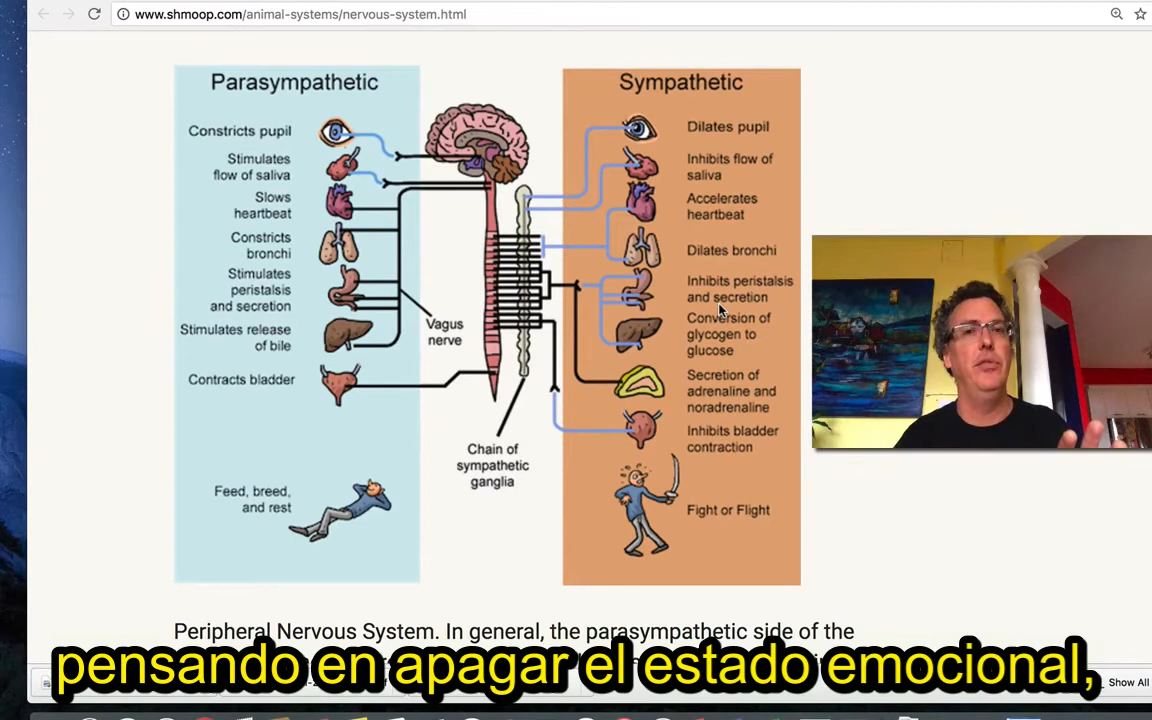 www.shmoop.com/animal-systems/nervous-system.html
Parasympathetic
Constricts pupil
Stimulates
flow of saliva
Slows
heartbeat
Constricts
bronchi
Stimulates
peristalsis
and secretion
Stimulates release
of bile
Contracts bladder
Feed, breed,
and rest
Vagus
nerve
Chain of
sympathetic
ganglia
Sympathetic
Dilates pupil
Inhibits flow of
saliva
Accelerates
heartbeat
Dilates bronchi
Inhibits peristalsis
and secretion
Conversion of
glycogen to
glucose
Secretion of
adrenaline and
noradrenaline
Inhibits bladder
contraction
Fight or Flight
Peripheral Nervous System. In general, the parasympathetic side of the
pensando en apagar el estado emocional,
Show All